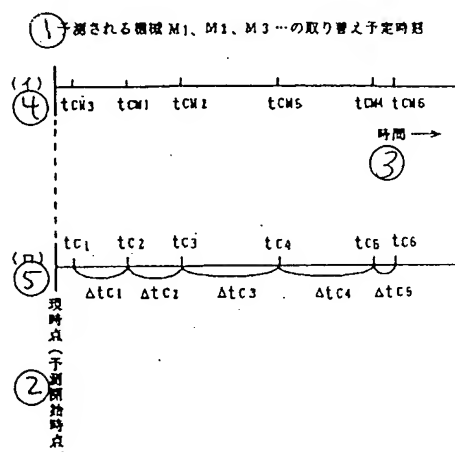 ① 予測される機械 M1、M2、M3…の取り替え予定時刻
(イ)
④ tCM3 tCM1 tCM2 tCM5 tCM4 tCM6
時間 →
③
(ロ) tC1 tC2 tC3 tC4 tC5 tC6
⑤ ΔtC1 ΔtC2 ΔtC3 ΔtC4 ΔtC5
② 現時点(予測開始時点